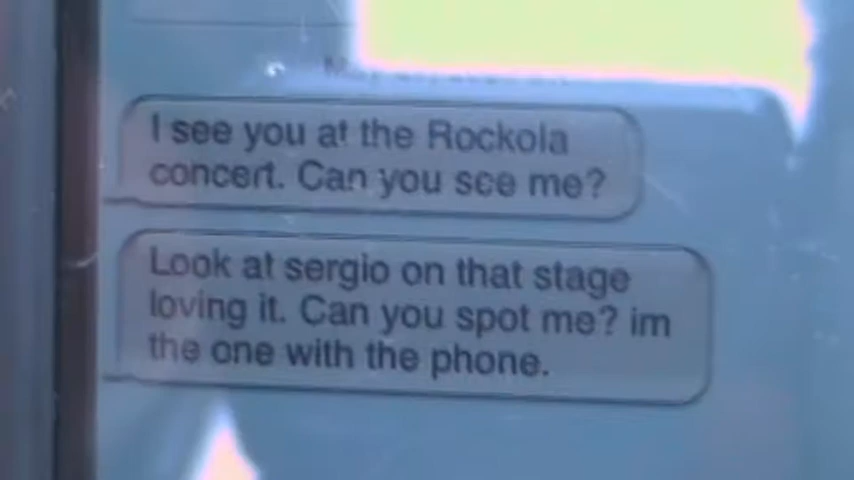 I see you at the Rockola
concert. Can you see me?
Look at sergio on that stage
loving it. Can you spot me? im
the one with the phone.